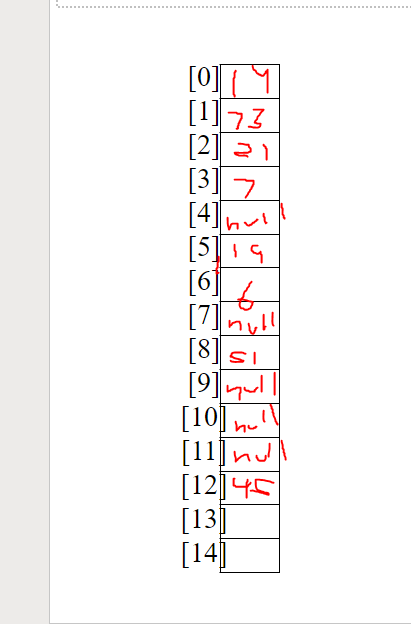 [0] 14
[1] 73
[2] 21
[3] 7
[4] null
[5] 19
[6] 6
[7] null
[8] 51
[9] null
[10] null
[11] null
[12] 45
[13]
[14]